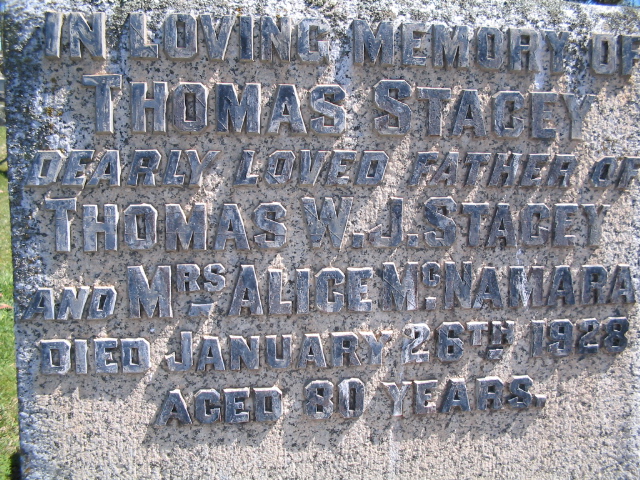 IN LOVING MEMORY OF
THOMAS STACEY
DEARLY LOVED FATHER OF
THOMAS W.J. STACEY
AND MRS ALICE MCNAMARA
DIED JANUARY 26TH 1928
AGED 80 YEARS.